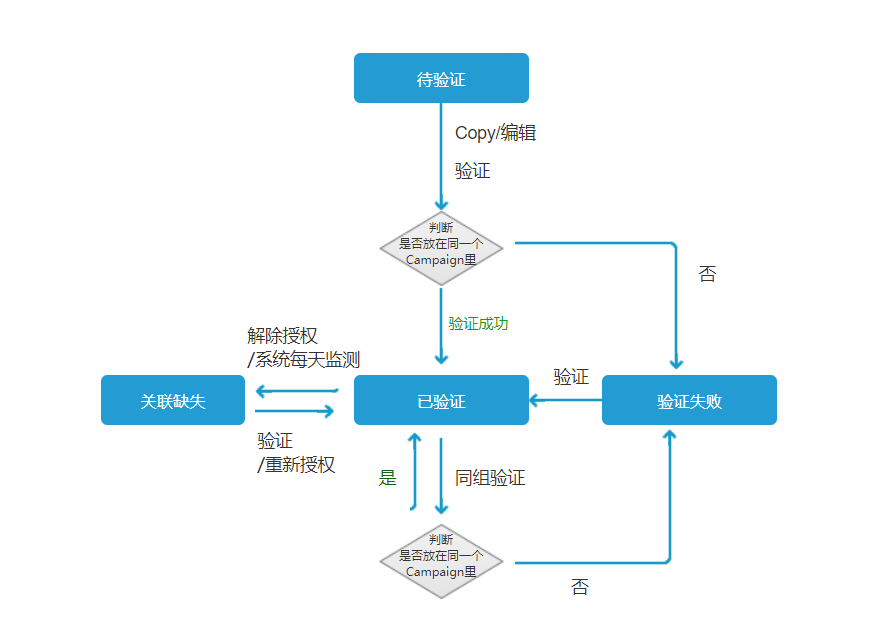 待验证
Copy/编辑
验证
判断
是否放在同一个
Campaign里
否
验证成功
解除授权
/系统每天监测
验证
关联缺失
已验证
验证失败
验证
/重新授权
是
同组验证
判断
是否放在同一个
Campaign里
否